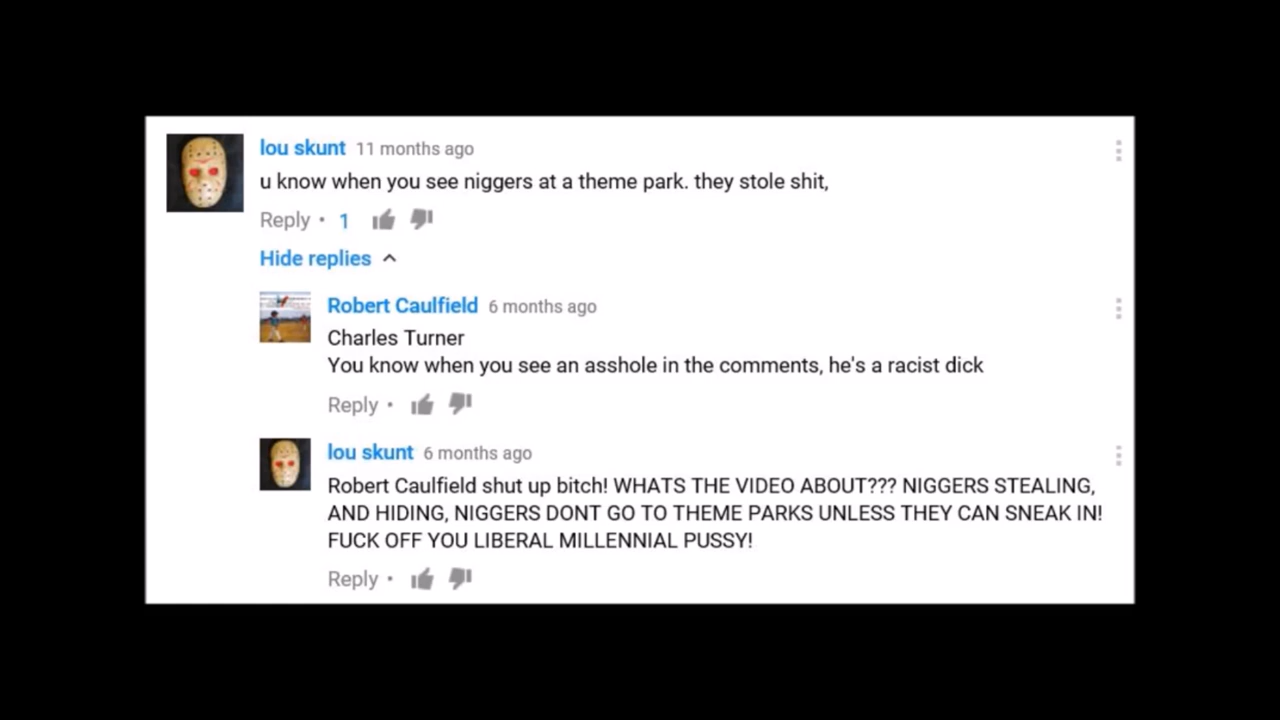 lou skunt 11 months ago
u know when you see niggers at a theme park. they stole shit,
Reply • 1
Hide replies
Robert Caulfield 6 months ago
Charles Turner
You know when you see an asshole in the comments, he's a racist dick
Reply •
lou skunt 6 months ago
Robert Caulfield shut up bitch! WHATS THE VIDEO ABOUT??? NIGGERS STEALING,
AND HIDING, NIGGERS DONT GO TO THEME PARKS UNLESS THEY CAN SNEAK IN!
FUCK OFF YOU LIBERAL MILLENNIAL PUSSY!
Reply •